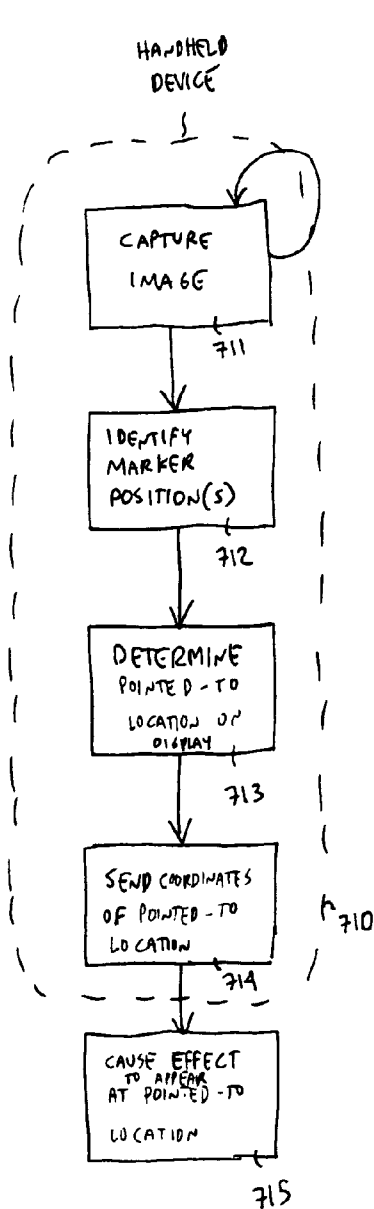 HANDHELD
DEVICE
CAPTURE
IMAGE
711
IDENTIFY
MARKER
POSITION(S)
712
DETERMINE
POINTED-TO
LOCATION ON
DISPLAY
713
SEND COORDINATES
OF POINTED-TO
LOCATION
714
710
CAUSE EFFECT
TO APPEAR
AT POINTED-TO
LOCATION
715